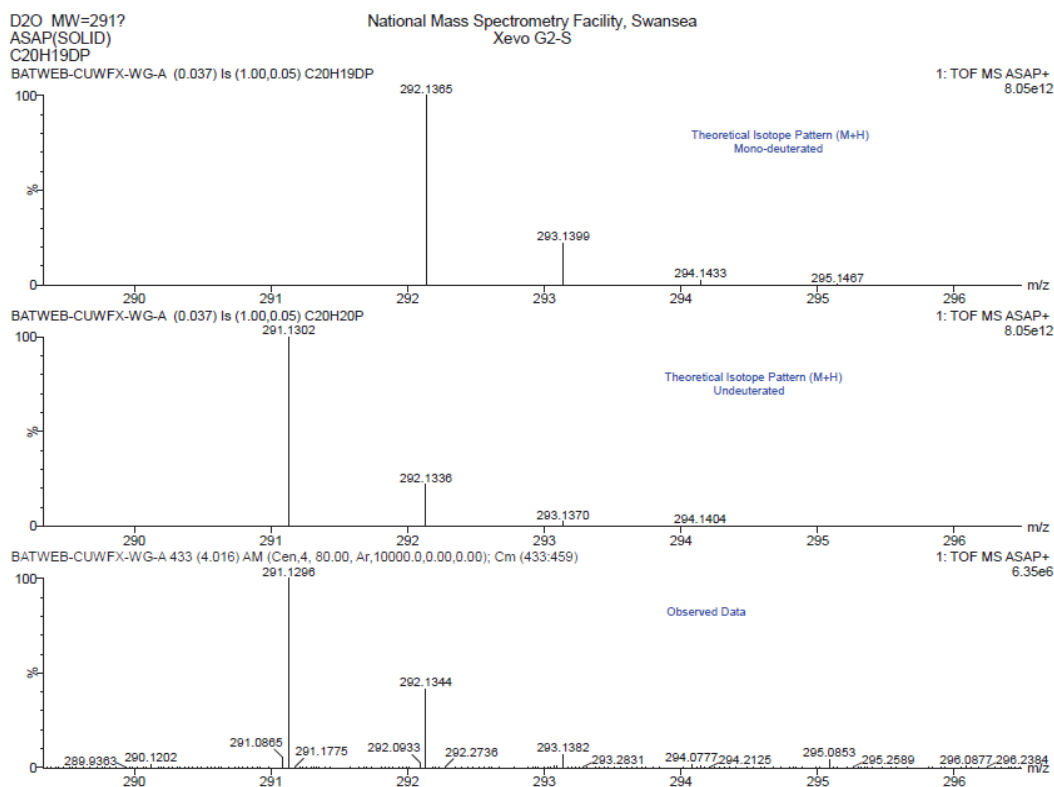 D2O MW=291?
National Mass Spectrometry Facility, Swansea
ASAP(SOLID)
Xevo G2-S
C20H19DP
BATWEB-CUWFX-WG-A (0.037) Is (1.00,0.05) C20H19DP
1: TOF MS ASAP+
8.05e12
100
292.1365
Theoretical Isotope Pattern (M+H)
Mono-deuterated
%
293.1399
294.1433
295.1467
0
m/z
290 291 292 293 294 295 296
BATWEB-CUWFX-WG-A (0.037) Is (1.00,0.05) C20H20P
1: TOF MS ASAP+
8.05e12
100
291.1302
Theoretical Isotope Pattern (M+H)
Undeuterated
%
292.1336
293.1370
294.1404
0
m/z
290 291 292 293 294 295 296
BATWEB-CUWFX-WG-A 433 (4.016) AM (Cen,4, 80.00, Ar,10000.0,0.00,0.00); Cm (433:459)
1: TOF MS ASAP+
6.35e6
100
291.1296
Observed Data
%
292.1344
291.0865
291.1775
292.0933
292.2736
293.1382
289.9363
290.1202
293.2831
294.0777
294.2125
295.0853
295.2589
296.0877
296.2384
0
m/z
290 291 292 293 294 295 296